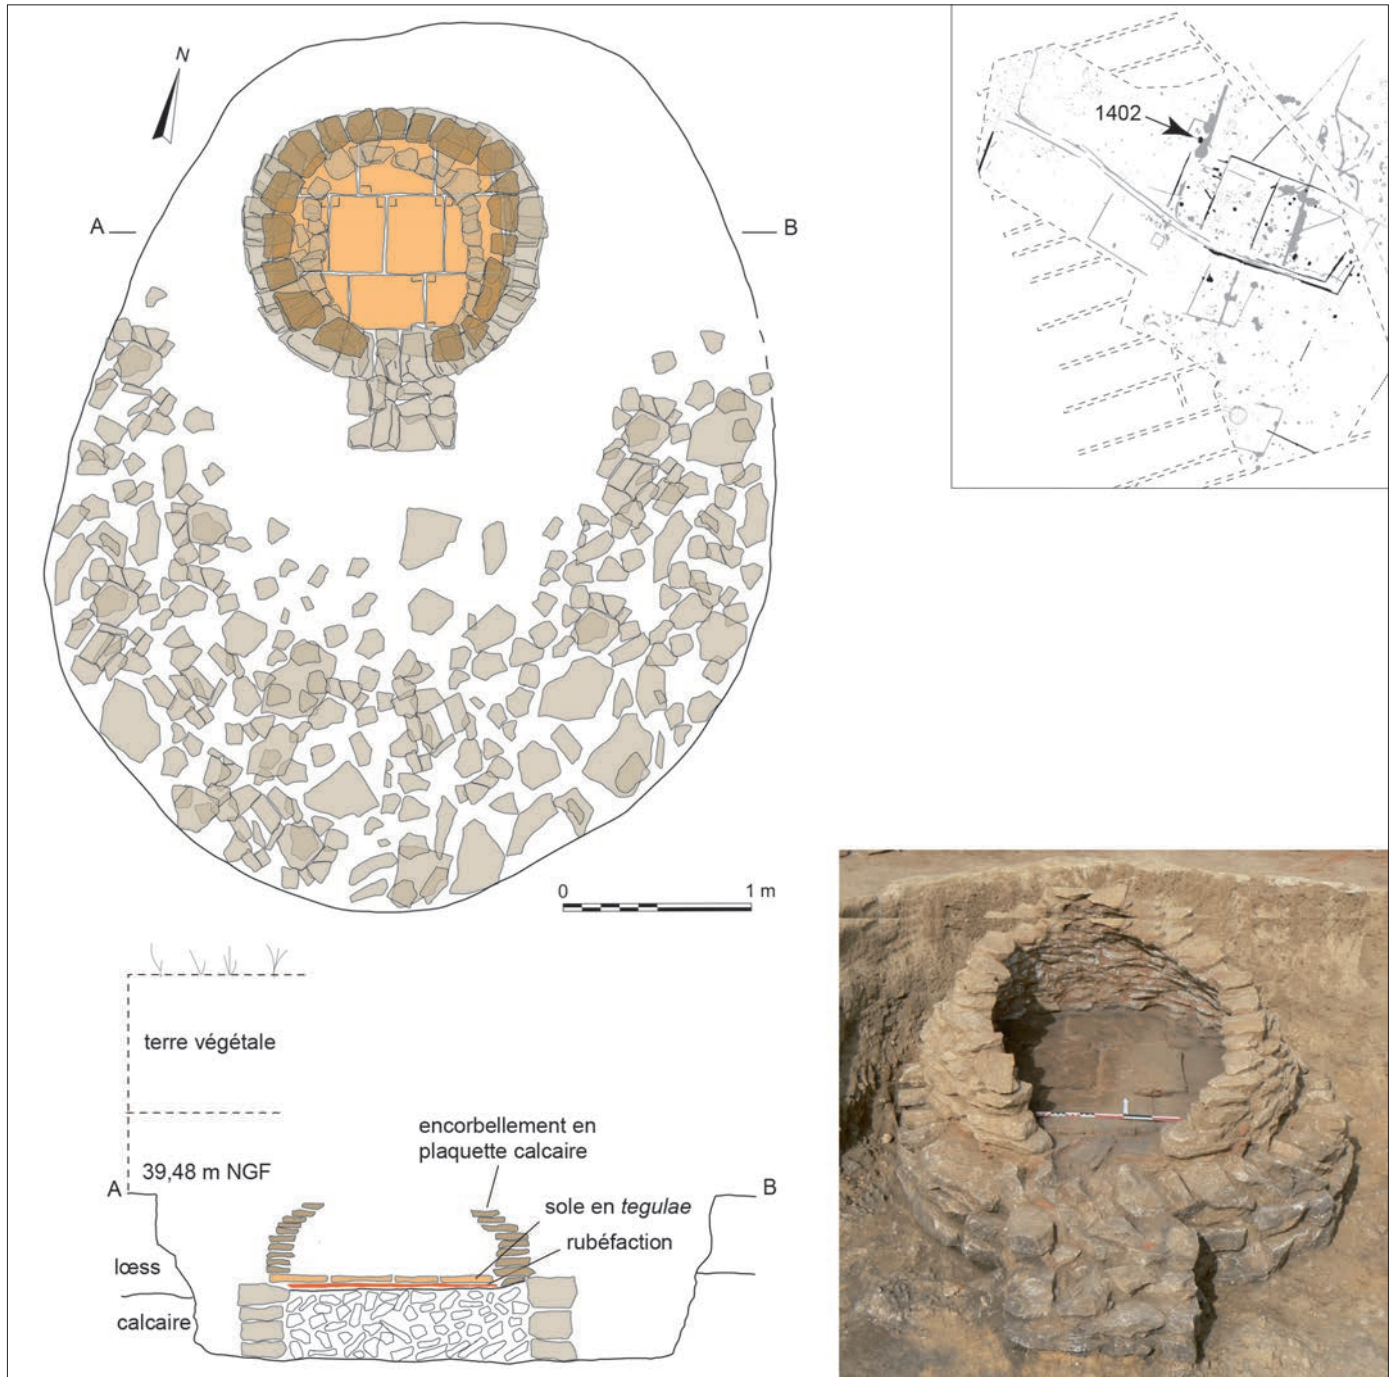 N
1402
A
B
0
1 m
terre végétale
encorbellement en
plaquette calcaire
39,48 m NGF
A
B
sole en tegulae
rubéfaction
lœss
calcaire